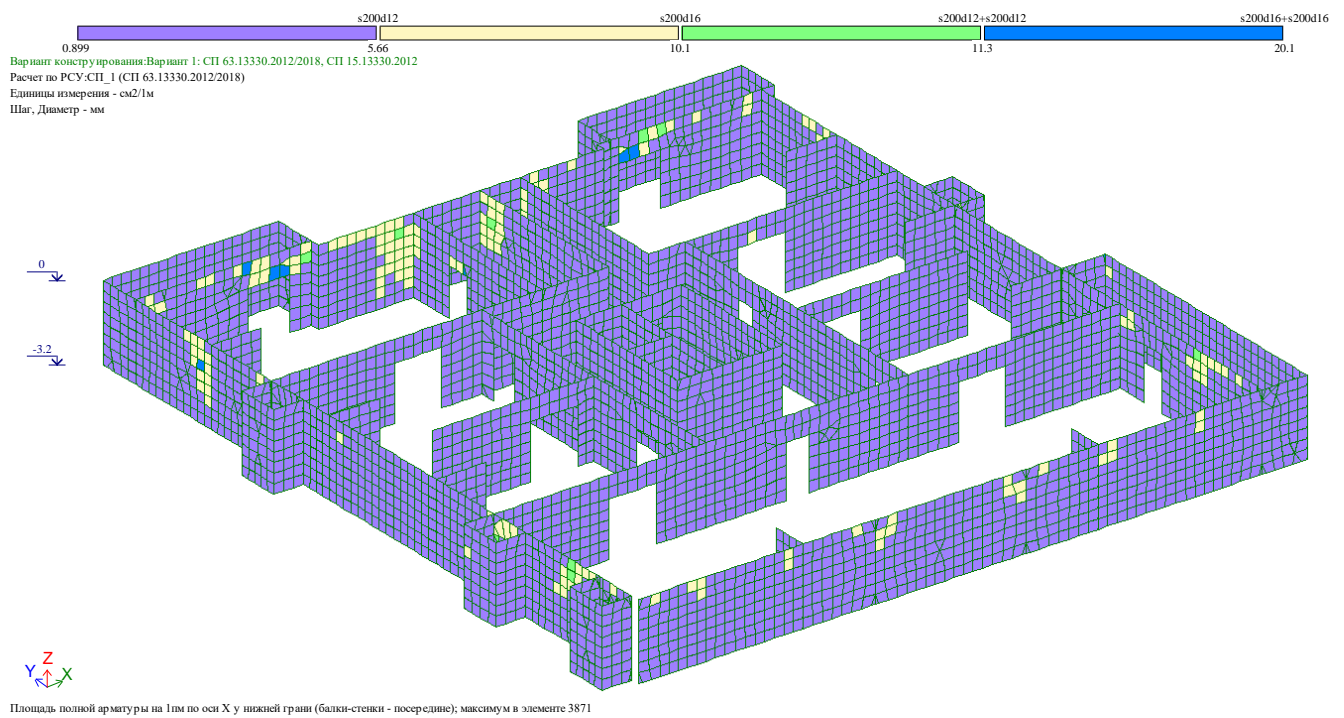 s200d12 s200d16 s200d12+s200d12 s200d16+s200d16
0.899 5.66 10.1 11.3 20.1
Вариант конструирования:Вариант 1: СП 63.13330.2012/2018, СП 15.13330.2012
Расчет по РСУ:СП_1 (СП 63.13330.2012/2018)
Единицы измерения - см2/1м
Шаг, Диаметр - мм
0
-3.2
Z
Y X
Площадь полной арматуры на 1пм по оси X у нижней грани (балки-стенки - посередине); максимум в элементе 3871